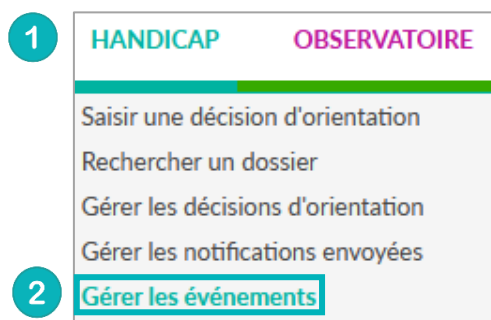 1 HANDICAP OBSERVATOIRE
Saisir une décision d'orientation
Rechercher un dossier
Gérer les décisions d'orientation
Gérer les notifications envoyées
2 Gérer les événements